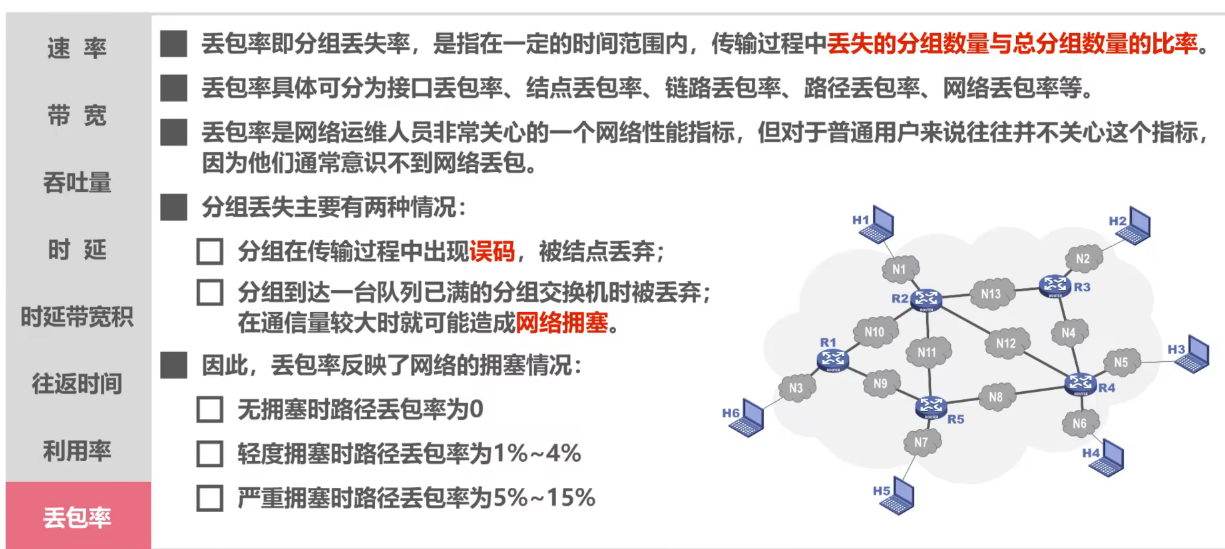 速 率
带 宽
吞吐量
时 延
时延带宽积
往返时间
利用率
丢包率
丢包率即分组丢失率，是指在一定的时间范围内，传输过程中丢失的分组数量与总分组数量的比率。
丢包率具体可分为接口丢包率、结点丢包率、链路丢包率、路径丢包率、网络丢包率等。
丢包率是网络运维人员非常关心的一个网络性能指标，但对于普通用户来说往往并不关心这个指标，
因为他们通常意识不到网络丢包。
分组丢失主要有两种情况：
分组在传输过程中出现误码，被结点丢弃；
分组到达一台队列已满的分组交换机时被丢弃；
在通信量较大时就可能造成网络拥塞。
因此，丢包率反映了网络的拥塞情况：
无拥塞时路径丢包率为0
轻度拥塞时路径丢包率为1%~4%
严重拥塞时路径丢包率为5%~15%
H1
H2
N1
N2
R2
N13
R3
N10
N4
R1
N11
N12
H3
N5
N3
N9
R4
N8
H6
R5
N6
N7
H4
H5